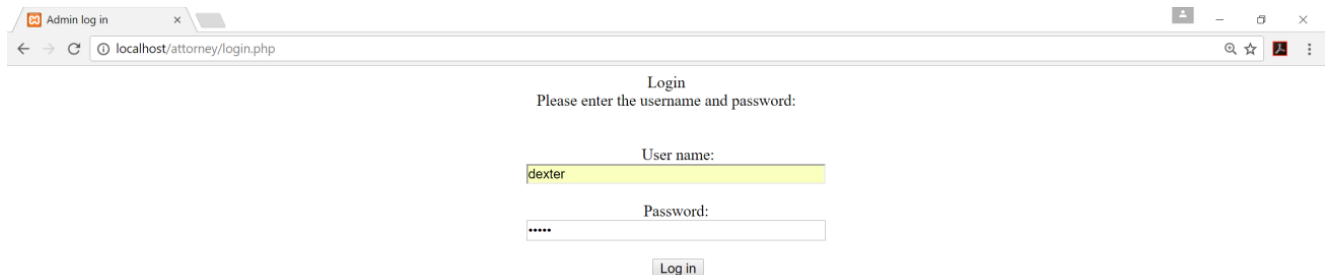 Admin log in
localhost/attorney/login.php
Login
Please enter the username and password:
User name:
dexter
Password:
•••••
Log in